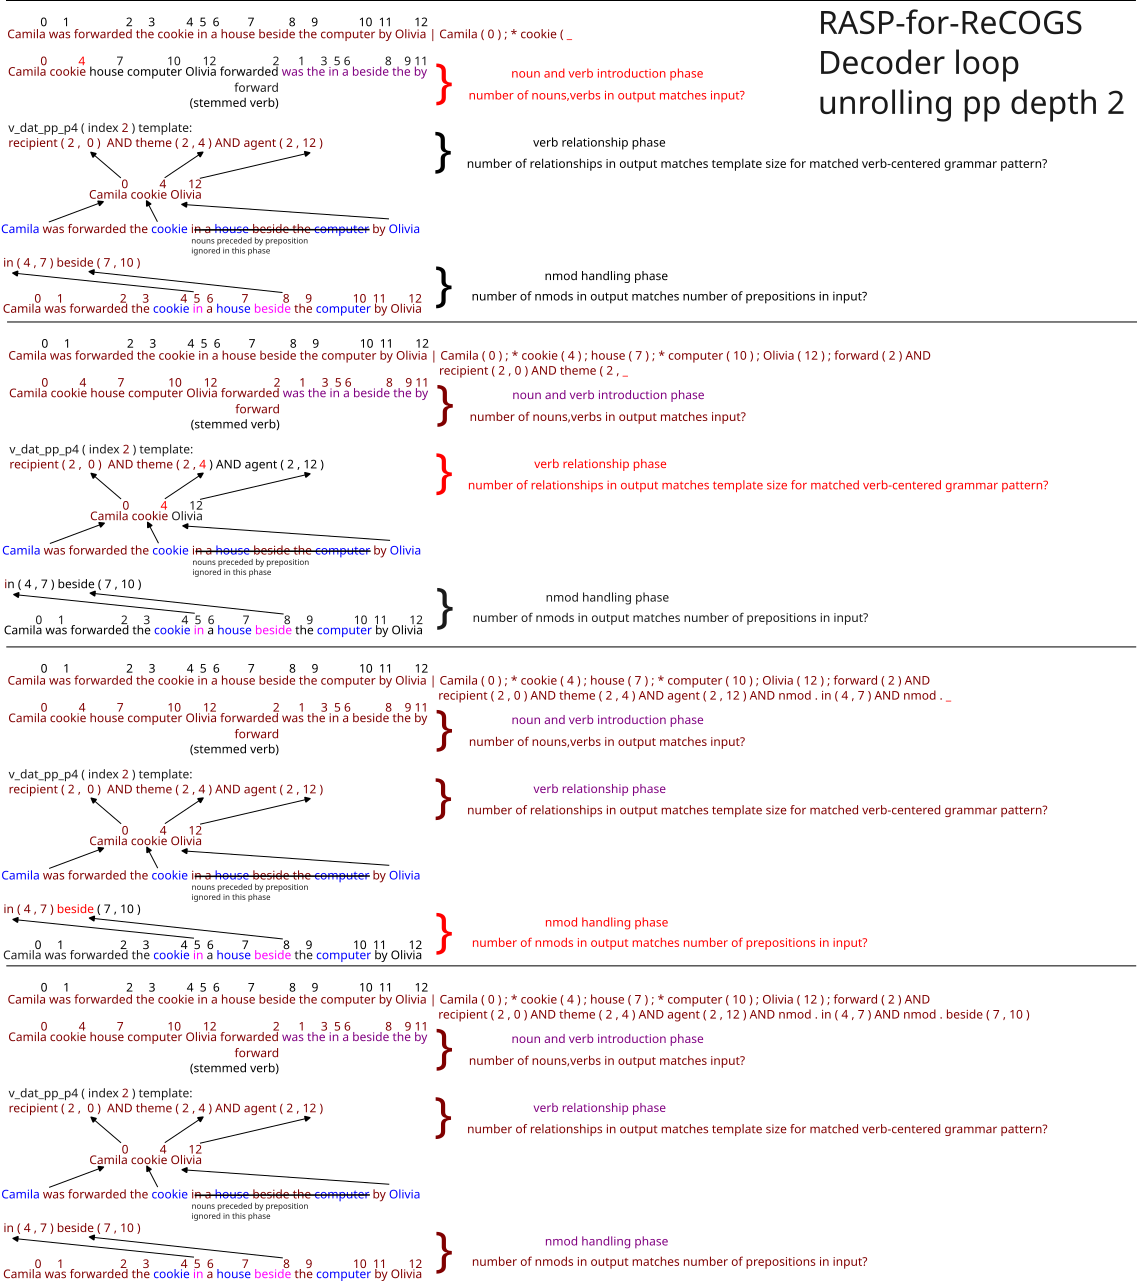 RASP-for-ReCOGS
Decoder loop
unrolling pp depth 2
0 1 2 3 4 5 6 7 8 9 10 11 12
Camila was forwarded the cookie in a house beside the computer by Olivia | Camila ( 0 ) ; * cookie ( _
0 4 7 10 12 2 1 3 5 6 8 9 11
Camila cookie house computer Olivia forwarded was the in a beside the by
forward
(stemmed verb)
} noun and verb introduction phase
number of nouns,verbs in output matches input?
v_dat_pp_p4 ( index 2 ) template:
recipient ( 2 , 0 ) AND theme ( 2 , 4 ) AND agent ( 2 , 12 )
} verb relationship phase
number of relationships in output matches template size for matched verb-centered grammar pattern?
0 4 12
Camila cookie Olivia
Camila was forwarded the cookie in a house beside the computer by Olivia
nouns preceded by preposition
ignored in this phase
in ( 4 , 7 ) beside ( 7 , 10 )
} nmod handling phase
number of nmods in output matches number of prepositions in input?
0 1 2 3 4 5 6 7 8 9 10 11 12
Camila was forwarded the cookie in a house beside the computer by Olivia
0 1 2 3 4 5 6 7 8 9 10 11 12
Camila was forwarded the cookie in a house beside the computer by Olivia | Camila ( 0 ) ; * cookie ( 4 ) ; house ( 7 ) ; * computer ( 10 ) ; Olivia ( 12 ) ; forward ( 2 ) AND
recipient ( 2 , 0 ) AND theme ( 2 , _
0 4 7 10 12 2 1 3 5 6 8 9 11
Camila cookie house computer Olivia forwarded was the in a beside the by
forward
(stemmed verb)
} noun and verb introduction phase
number of nouns,verbs in output matches input?
v_dat_pp_p4 ( index 2 ) template:
recipient ( 2 , 0 ) AND theme ( 2 , 4 ) AND agent ( 2 , 12 )
} verb relationship phase
number of relationships in output matches template size for matched verb-centered grammar pattern?
0 4 12
Camila cookie Olivia
Camila was forwarded the cookie in a house beside the computer by Olivia
nouns preceded by preposition
ignored in this phase
in ( 4 , 7 ) beside ( 7 , 10 )
} nmod handling phase
number of nmods in output matches number of prepositions in input?
0 1 2 3 4 5 6 7 8 9 10 11 12
Camila was forwarded the cookie in a house beside the computer by Olivia
0 1 2 3 4 5 6 7 8 9 10 11 12
Camila was forwarded the cookie in a house beside the computer by Olivia | Camila ( 0 ) ; * cookie ( 4 ) ; house ( 7 ) ; * computer ( 10 ) ; Olivia ( 12 ) ; forward ( 2 ) AND
recipient ( 2 , 0 ) AND theme ( 2 , 4 ) AND agent ( 2 , 12 ) AND nmod . in ( 4 , 7 ) AND nmod . _
0 4 7 10 12 2 1 3 5 6 8 9 11
Camila cookie house computer Olivia forwarded was the in a beside the by
forward
(stemmed verb)
} noun and verb introduction phase
number of nouns,verbs in output matches input?
v_dat_pp_p4 ( index 2 ) template:
recipient ( 2 , 0 ) AND theme ( 2 , 4 ) AND agent ( 2 , 12 )
} verb relationship phase
number of relationships in output matches template size for matched verb-centered grammar pattern?
0 4 12
Camila cookie Olivia
Camila was forwarded the cookie in a house beside the computer by Olivia
nouns preceded by preposition
ignored in this phase
in ( 4 , 7 ) beside ( 7 , 10 )
} nmod handling phase
number of nmods in output matches number of prepositions in input?
0 1 2 3 4 5 6 7 8 9 10 11 12
Camila was forwarded the cookie in a house beside the computer by Olivia
0 1 2 3 4 5 6 7 8 9 10 11 12
Camila was forwarded the cookie in a house beside the computer by Olivia | Camila ( 0 ) ; * cookie ( 4 ) ; house ( 7 ) ; * computer ( 10 ) ; Olivia ( 12 ) ; forward ( 2 ) AND
recipient ( 2 , 0 ) AND theme ( 2 , 4 ) AND agent ( 2 , 12 ) AND nmod . in ( 4 , 7 ) AND nmod . beside ( 7 , 10 )
0 4 7 10 12 2 1 3 5 6 8 9 11
Camila cookie house computer Olivia forwarded was the in a beside the by
forward
(stemmed verb)
} noun and verb introduction phase
number of nouns,verbs in output matches input?
v_dat_pp_p4 ( index 2 ) template:
recipient ( 2 , 0 ) AND theme ( 2 , 4 ) AND agent ( 2 , 12 )
} verb relationship phase
number of relationships in output matches template size for matched verb-centered grammar pattern?
0 4 12
Camila cookie Olivia
Camila was forwarded the cookie in a house beside the computer by Olivia
nouns preceded by preposition
ignored in this phase
in ( 4 , 7 ) beside ( 7 , 10 )
} nmod handling phase
number of nmods in output matches number of prepositions in input?
0 1 2 3 4 5 6 7 8 9 10 11 12
Camila was forwarded the cookie in a house beside the computer by Olivia